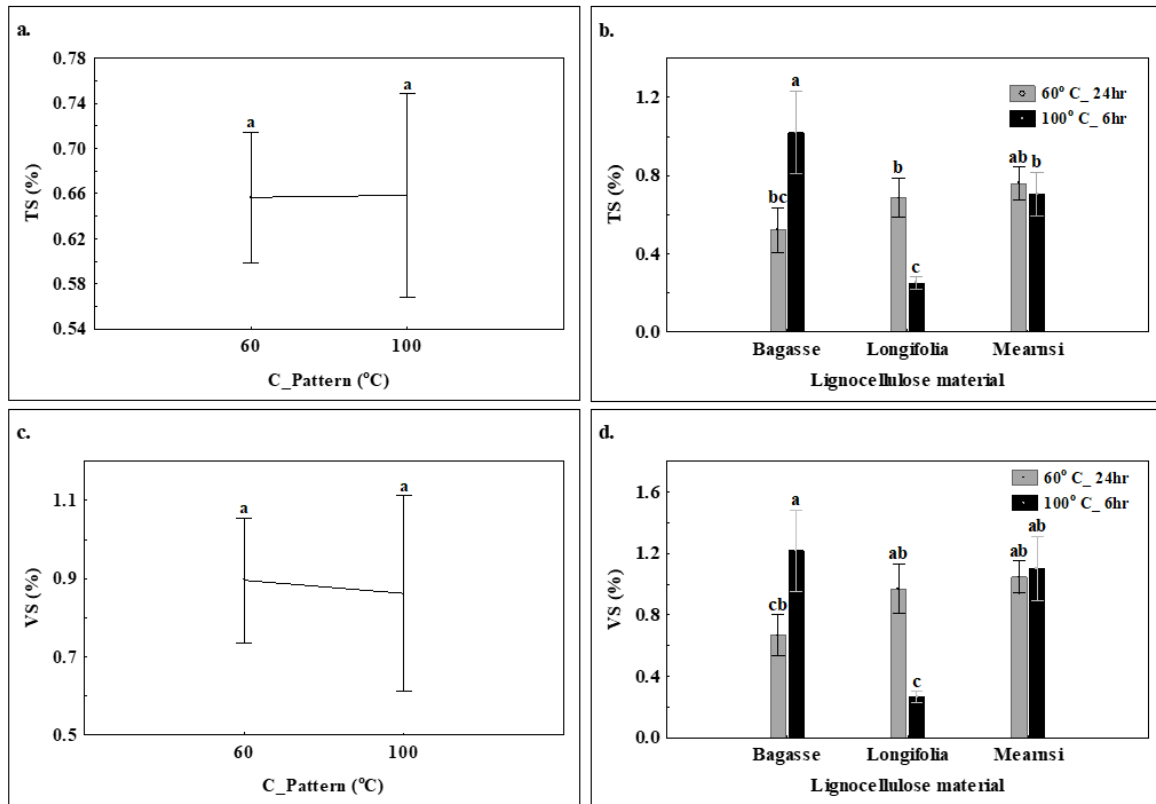 a.
0.78
0.74
0.70
0.66
0.62
0.58
0.54
TS (%)
a
a
60
100
C_Pattern (°C)
b.
1.2
0.8
0.4
0.0
TS (%)
60° C_ 24hr
100° C_ 6hr
bc
a
b
c
ab
b
Bagasse
Longifolia
Mearnsi
Lignocellulose material
c.
1.1
0.9
0.7
0.5
VS (%)
a
a
60
100
C_Pattern (°C)
d.
1.6
1.2
0.8
0.4
0.0
VS (%)
60° C_ 24hr
100° C_ 6hr
cb
a
ab
c
ab
ab
Bagasse
Longifolia
Mearnsi
Lignocellulose material